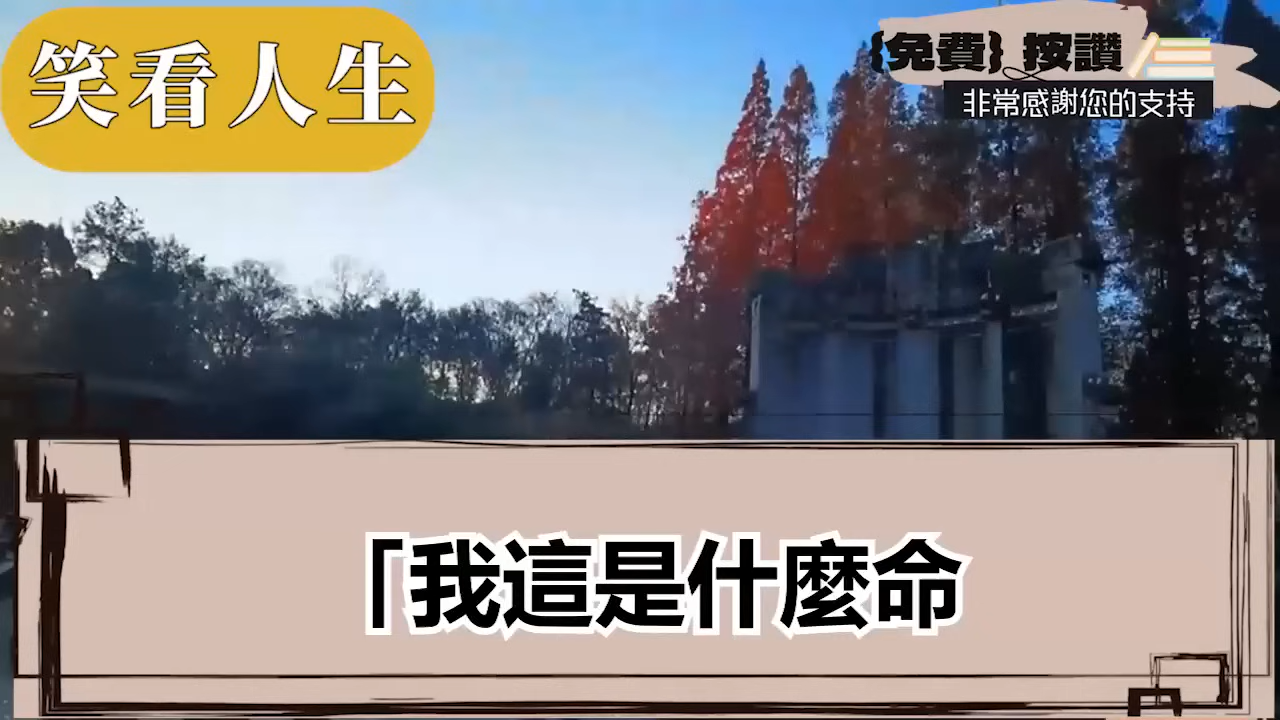 笑看人生
{免費} 按讚
非常感謝您的支持
「我這是什麼命